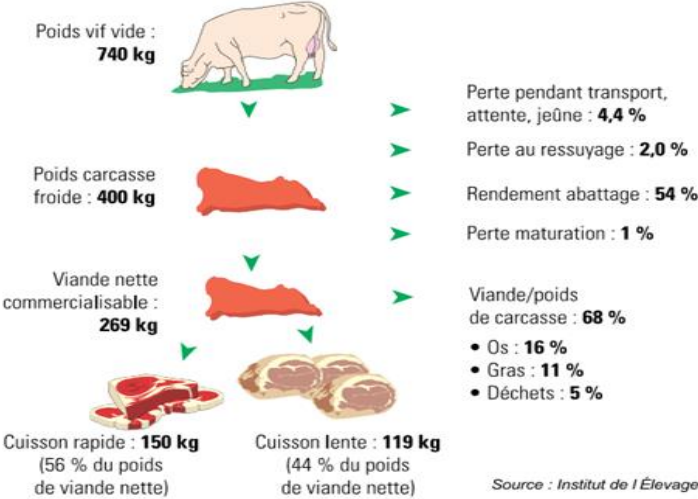 Poids vif vide :
740 kg
Perte pendant transport,
attente, jeûne : 4,4 %
Perte au ressuyage : 2,0 %
Poids carcasse
froide : 400 kg
Rendement abattage : 54 %
Perte maturation : 1 %
Viande nette
commercialisable :
269 kg
Viande/poids
de carcasse : 68 %
• Os : 16 %
• Gras : 11 %
• Déchets : 5 %
Cuisson rapide : 150 kg
(56 % du poids
de viande nette)
Cuisson lente : 119 kg
(44 % du poids
de viande nette)
Source : Institut de l Élevage